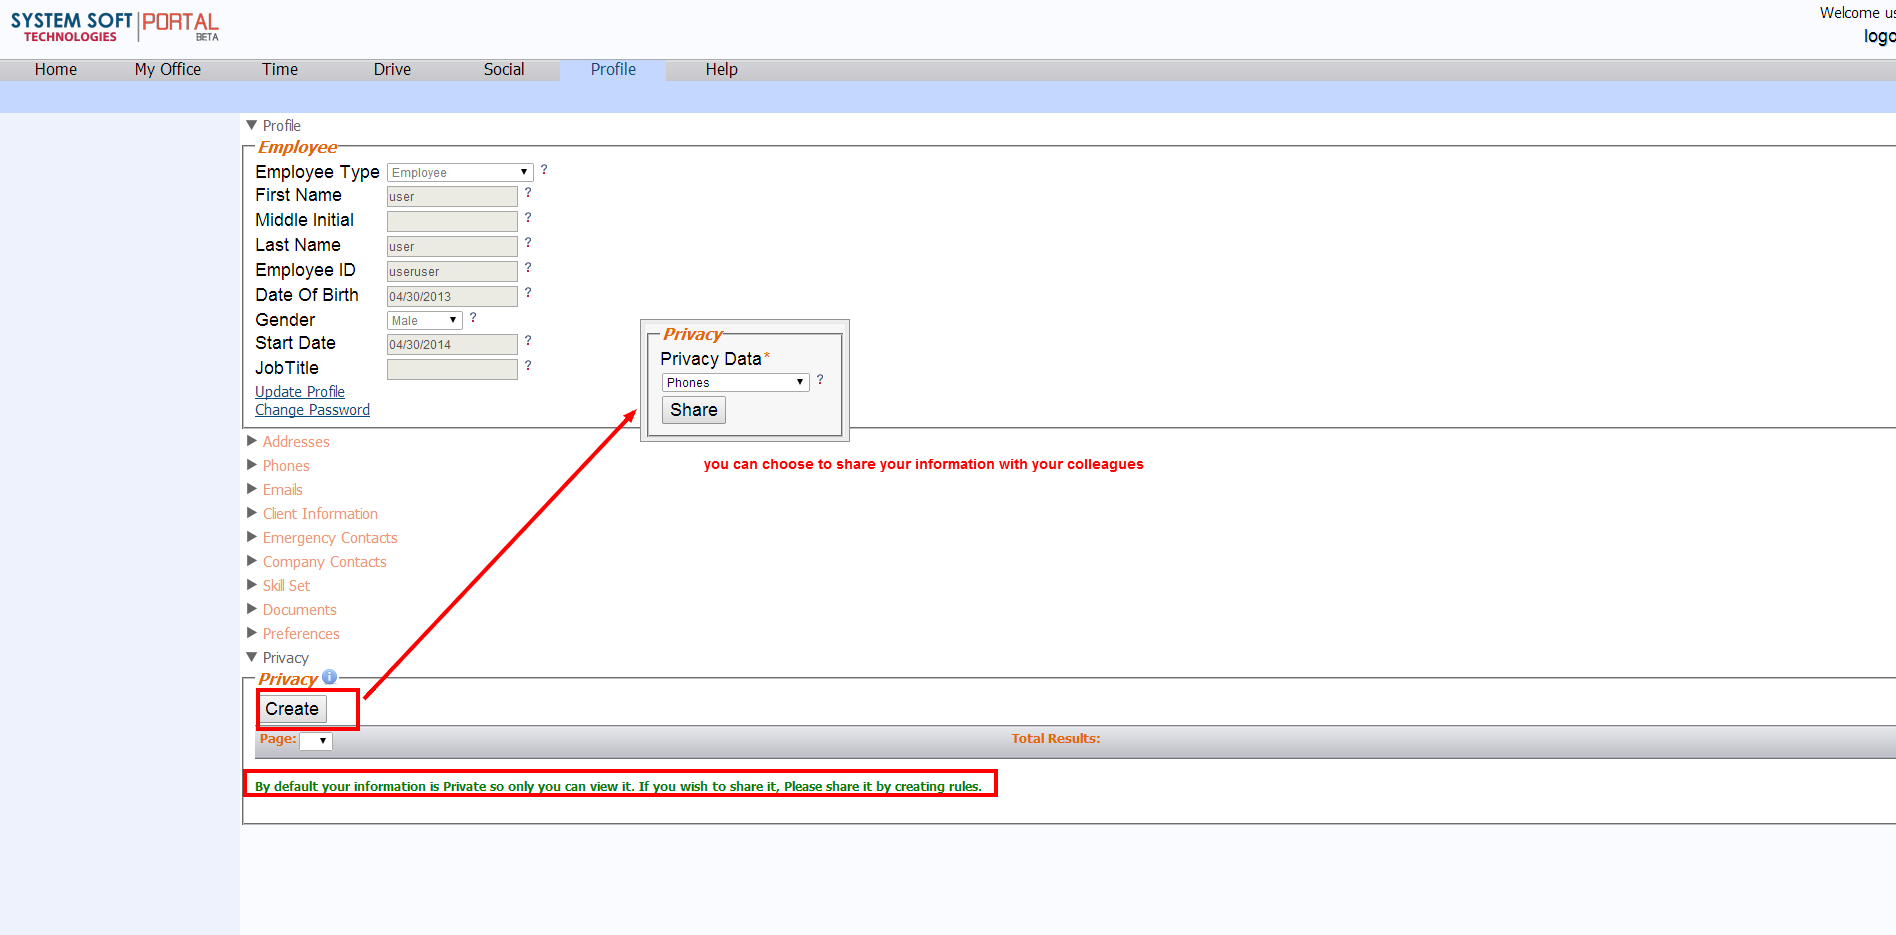 SYSTEM SOFT PORTAL
TECHNOLOGIES BETA
Welcome us
logo
Home My Office Time Drive Social Profile Help
Profile
Employee
Employee Type Employee ?
First Name user ?
Middle Initial ?
Last Name user ?
Employee ID useruser ?
Date Of Birth 04/30/2013 ?
Gender Male ?
Start Date 04/30/2014 ?
JobTitle ?
Update Profile
Change Password
Privacy
Privacy Data*
Phones ?
Share
you can choose to share your information with your colleagues
Addresses
Phones
Emails
Client Information
Emergency Contacts
Company Contacts
Skill Set
Documents
Preferences
Privacy
Privacy i
Create
Page: Total Results:
By default your information is Private so only you can view it. If you wish to share it, Please share it by creating rules.